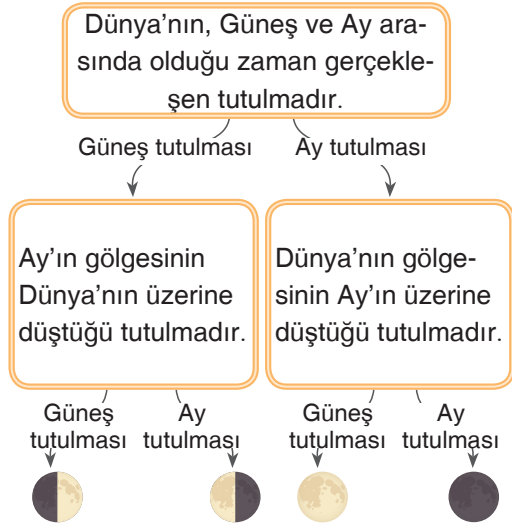 Dünya’nın, Güneş ve Ay ara-
sında olduğu zaman gerçekle-
şen tutulmadır.
Güneş tutulması
Ay tutulması
Ay’ın gölgesinin
Dünya’nın üzerine
düştüğü tutulmadır.
Dünya’nın gölge-
sinin Ay’ın üzerine
düştüğü tutulmadır.
Güneş
tutulması
Ay
tutulması
Güneş
tutulması
Ay
tutulması